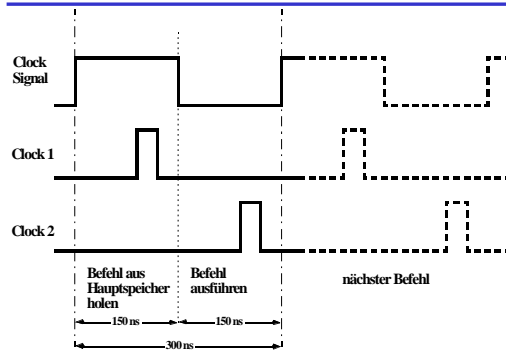 Clock
Signal
Clock 1
Clock 2
Befehl aus
Hauptspeicher
holen
Befehl
ausführen
nächster Befehl
150 ns
150 ns
300 ns